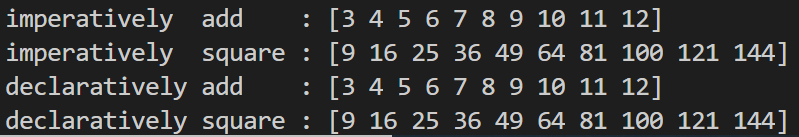 imperatively  add    : [3 4 5 6 7 8 9 10 11 12]
imperatively  square : [9 16 25 36 49 64 81 100 121 144]
declaratively add    : [3 4 5 6 7 8 9 10 11 12]
declaratively square : [9 16 25 36 49 64 81 100 121 144]